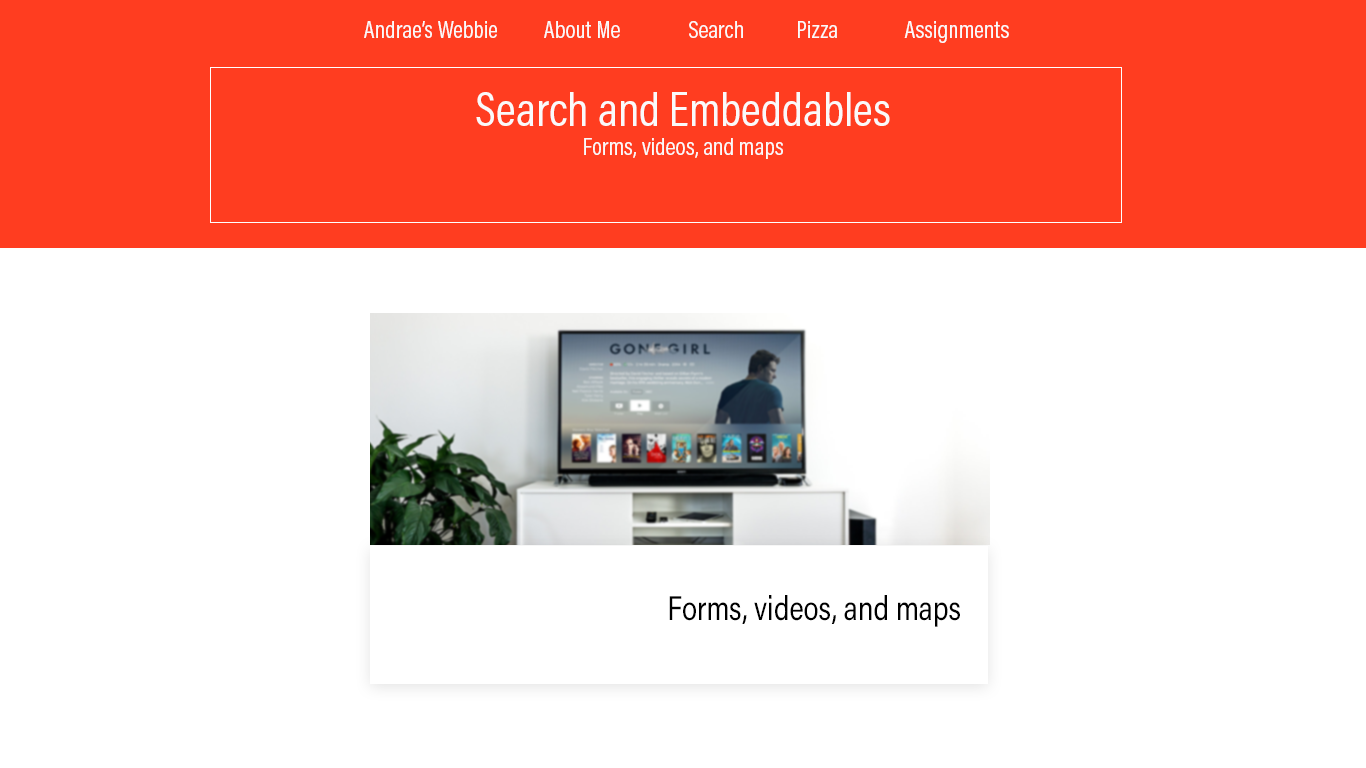 Andrae's Webbie About Me Search Pizza Assignments
Search and Embeddables
Forms, videos, and maps
GONE GIRL
Forms, videos, and maps